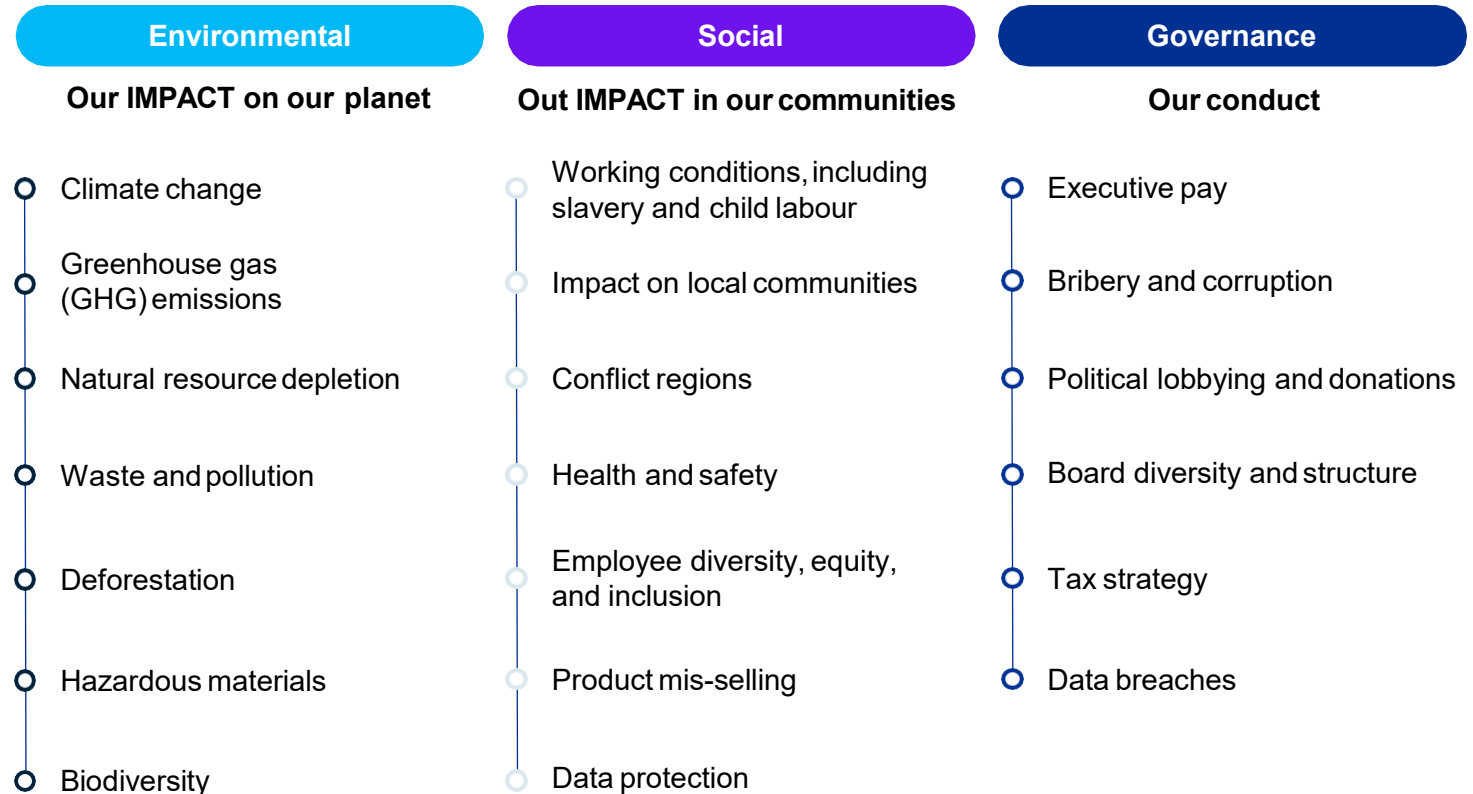 Environmental
Our IMPACT on our planet
Climate change
Greenhouse gas
(GHG) emissions
Natural resource depletion
Waste and pollution
Deforestation
Hazardous materials
Biodiversity
Social
Out IMPACT in our communities
Working conditions, including
slavery and child labour
Impact on local communities
Conflict regions
Health and safety
Employee diversity, equity,
and inclusion
Product mis-selling
Data protection
Governance
Our conduct
Executive pay
Bribery and corruption
Political lobbying and donations
Board diversity and structure
Tax strategy
Data breaches